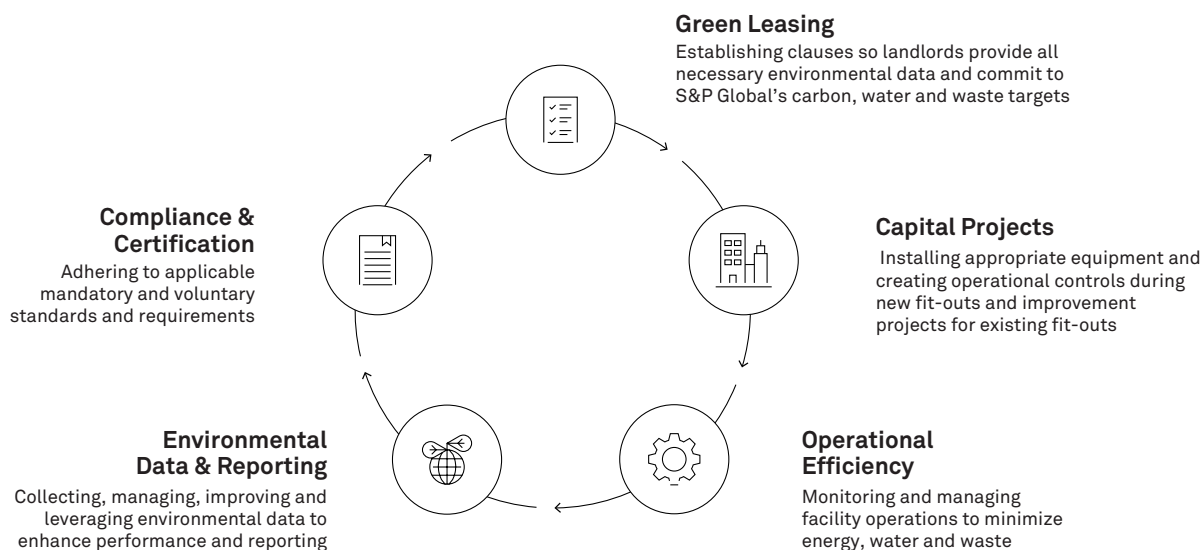 Green Leasing
Establishing clauses so landlords provide all
necessary environmental data and commit to
S&P Global’s carbon, water and waste targets
Capital Projects
Installing appropriate equipment and
creating operational controls during
new fit-outs and improvement
projects for existing fit-outs
Operational
Efficiency
Monitoring and managing
facility operations to minimize
energy, water and waste
Environmental
Data & Reporting
Collecting, managing, improving and
leveraging environmental data to
enhance performance and reporting
Compliance &
Certification
Adhering to applicable
mandatory and voluntary
standards and requirements